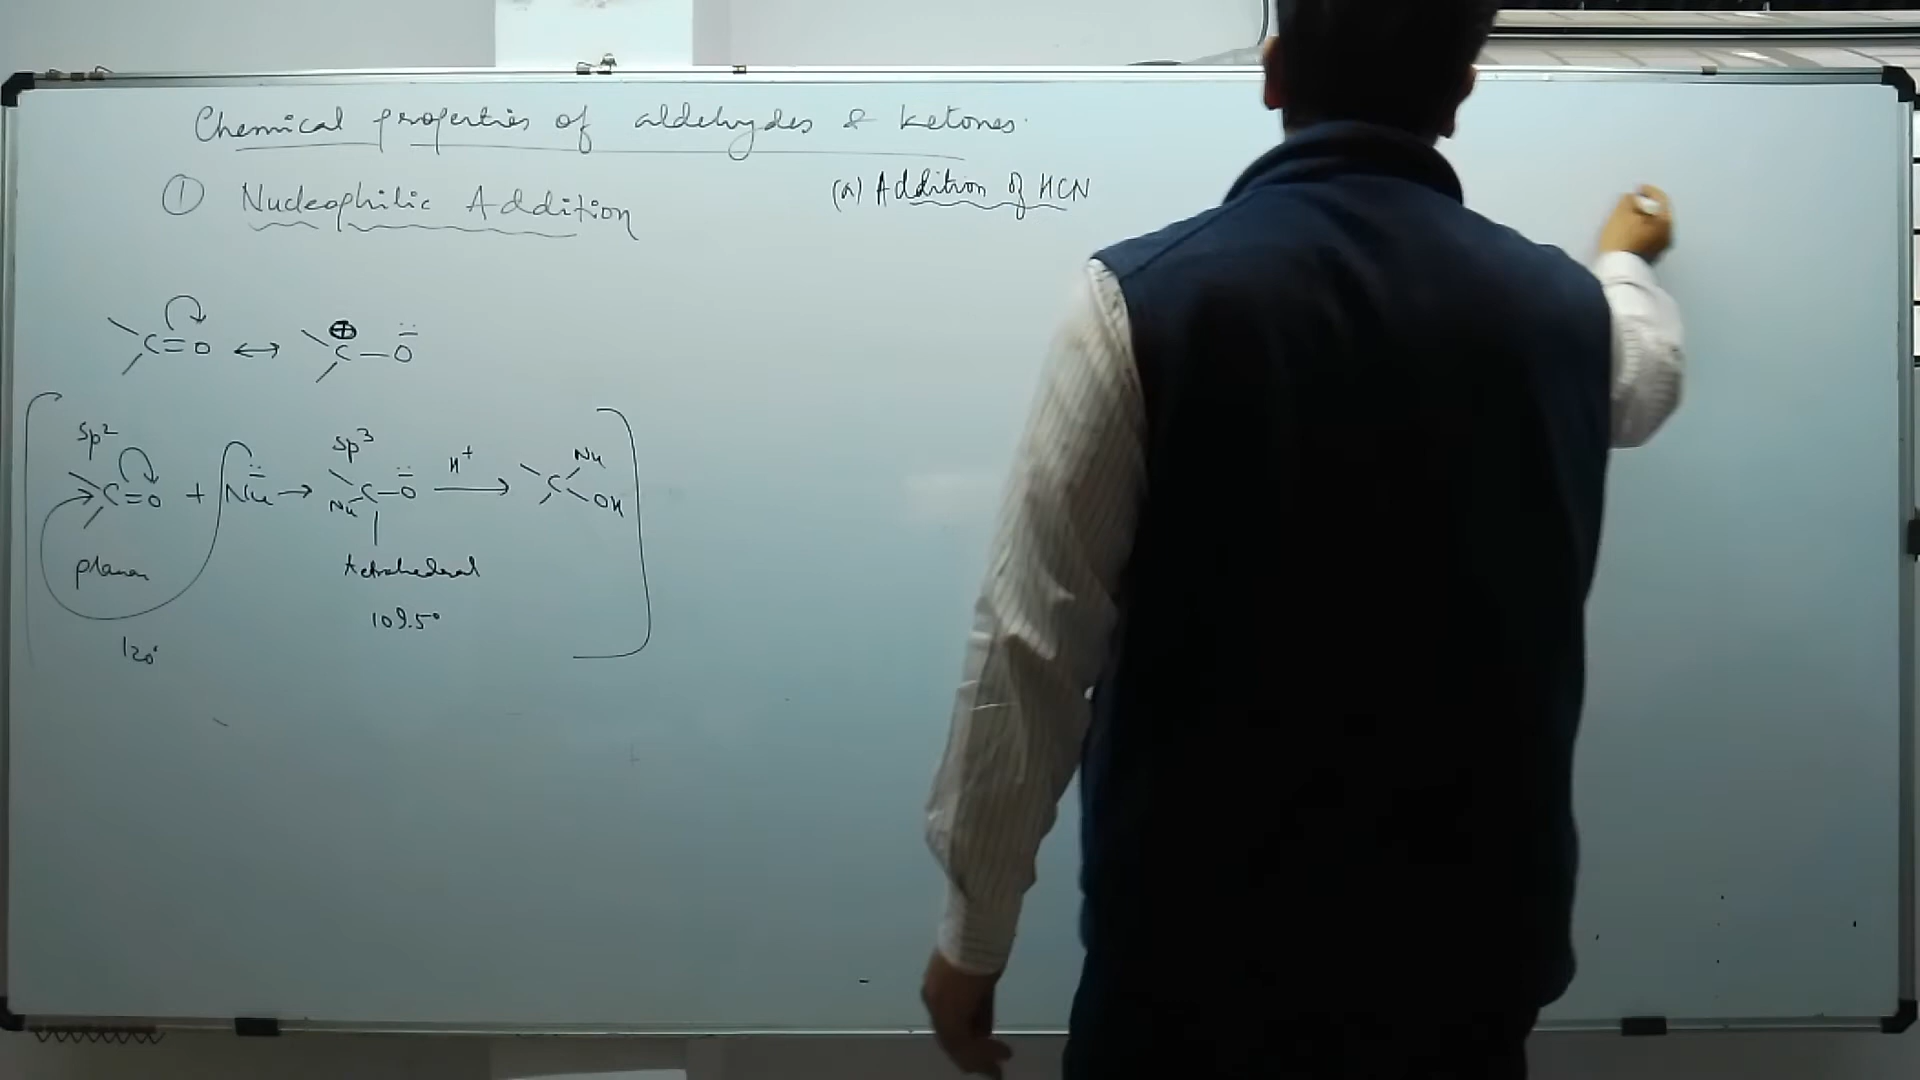 Chemical properties of aldehydes & ketones.
① Nucleophilic Addition
(a) Addition of HCN
C=O ↔ C⊕–O
sp2 sp3 H+ Nu
C=O + Nu → Nu C–O → C OH
planar tetrahedral
120° 109.5°